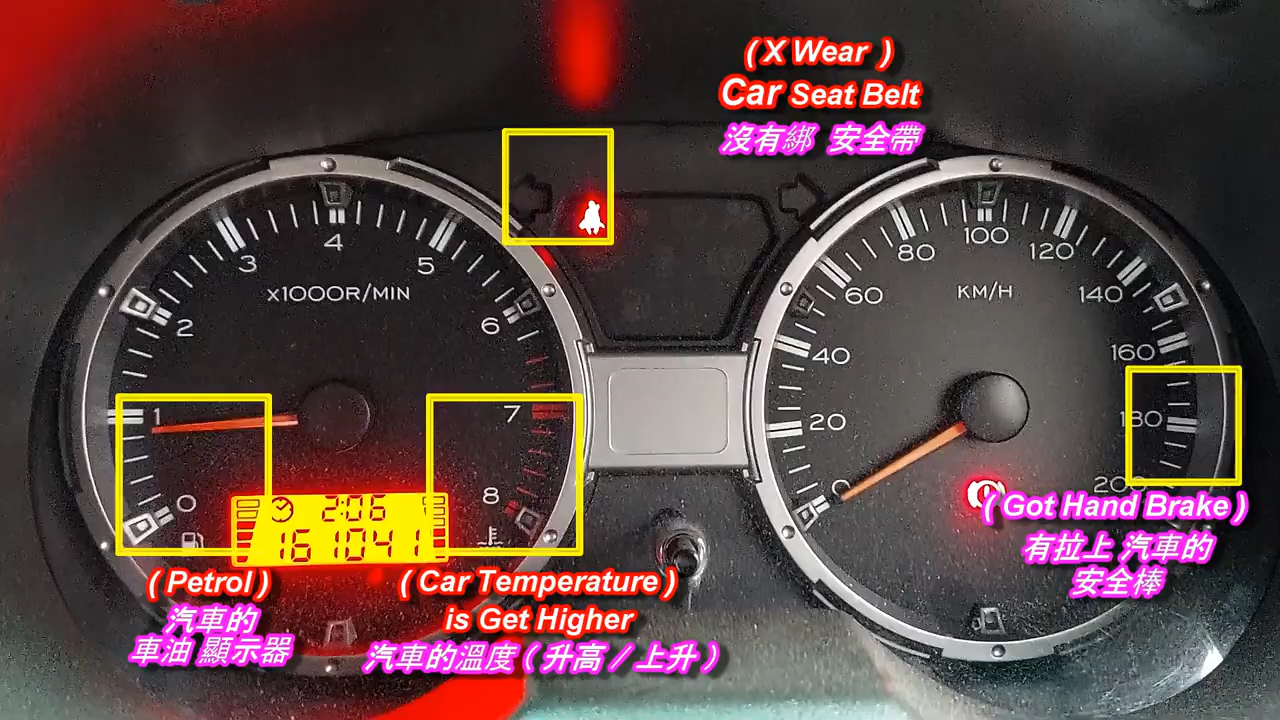 ( X Wear )
Car Seat Belt
沒有綁 安全帶
0
1
2
3
4
5
6
7
8
x1000R/MIN
2:06
161041
0
20
40
60
80
100
120
140
160
180
200
KM/H
( Petrol )
汽車的
車油 顯示器
( Car Temperature )
is Get Higher
汽車的溫度 ( 升高 / 上升 )
( Got Hand Brake )
有拉上 汽車的
安全棒